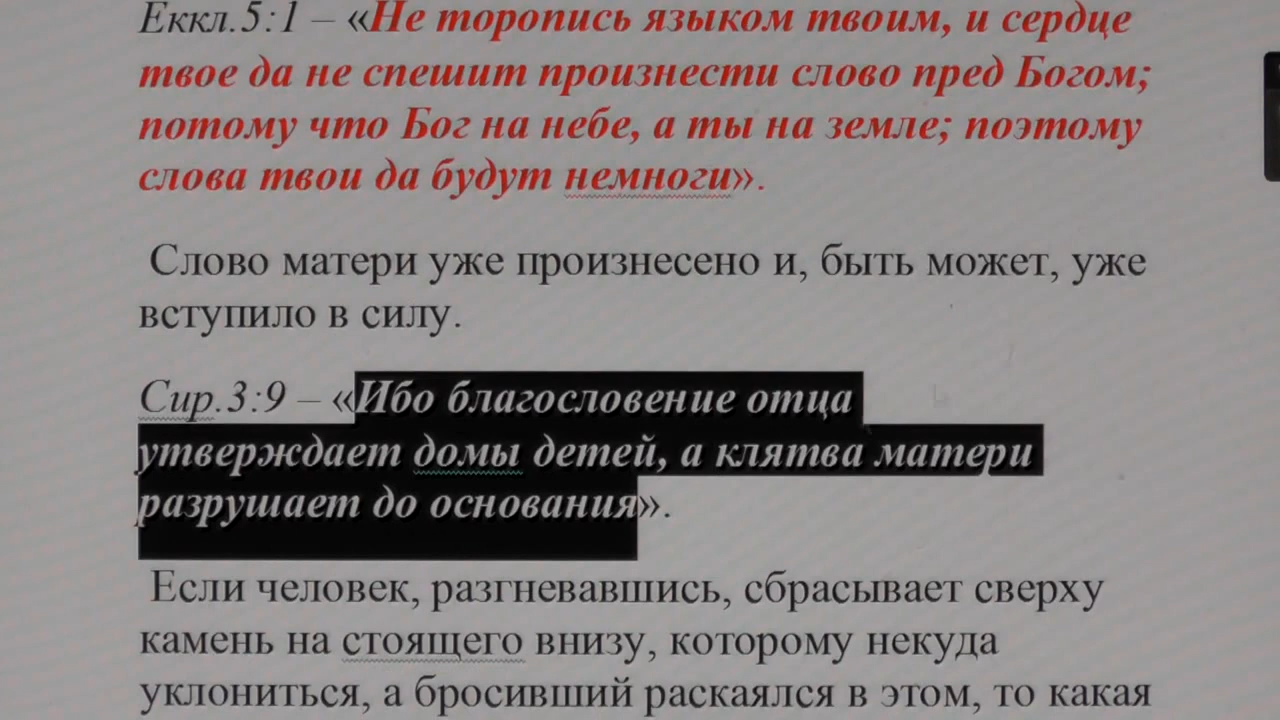 Еккл.5:1 – «Не торопись языком твоим, и сердце
твое да не спешит произнести слово пред Богом;
потому что Бог на небе, а ты на земле; поэтому
слова твои да будут немноги».
Слово матери уже произнесено и, быть может, уже
вступило в силу.
Сир.3:9 – «Ибо благословение отца
утверждает домы детей, а клятва матери
разрушает до основания».
Если человек, разгневавшись, сбрасывает сверху
камень на стоящего внизу, которому некуда
уклониться, а бросивший раскаялся в этом, то какая